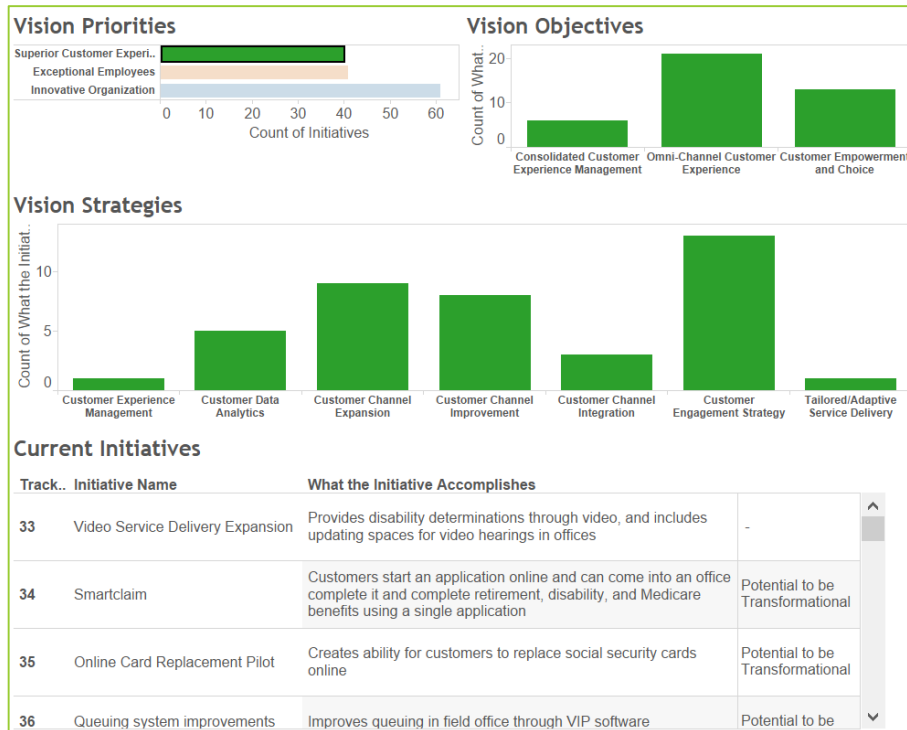 Vision Priorities
Superior Customer Experi..
Exceptional Employees
Innovative Organization
0 10 20 30 40 50 60
Count of Initiatives
Vision Objectives
Count of What..
20
10
0
Consolidated Customer Experience Management
Omni-Channel Customer Experience
Customer Empowerment and Choice
Vision Strategies
Count of What the Initiat..
10
5
0
Customer Experience Management
Customer Data Analytics
Customer Channel Expansion
Customer Channel Improvement
Customer Channel Integration
Customer Engagement Strategy
Tailored/Adaptive Service Delivery
Current Initiatives
Track.. Initiative Name What the Initiative Accomplishes
33 Video Service Delivery Expansion
Provides disability determinations through video, and includes
updating spaces for video hearings in offices
-
34 Smartclaim
Customers start an application online and can come into an office
complete it and complete retirement, disability, and Medicare
benefits using a single application
Potential to be
Transformational
35 Online Card Replacement Pilot
Creates ability for customers to replace social security cards
online
Potential to be
Transformational
36 Queuing system improvements Improves queuing in field office through VIP software Potential to be